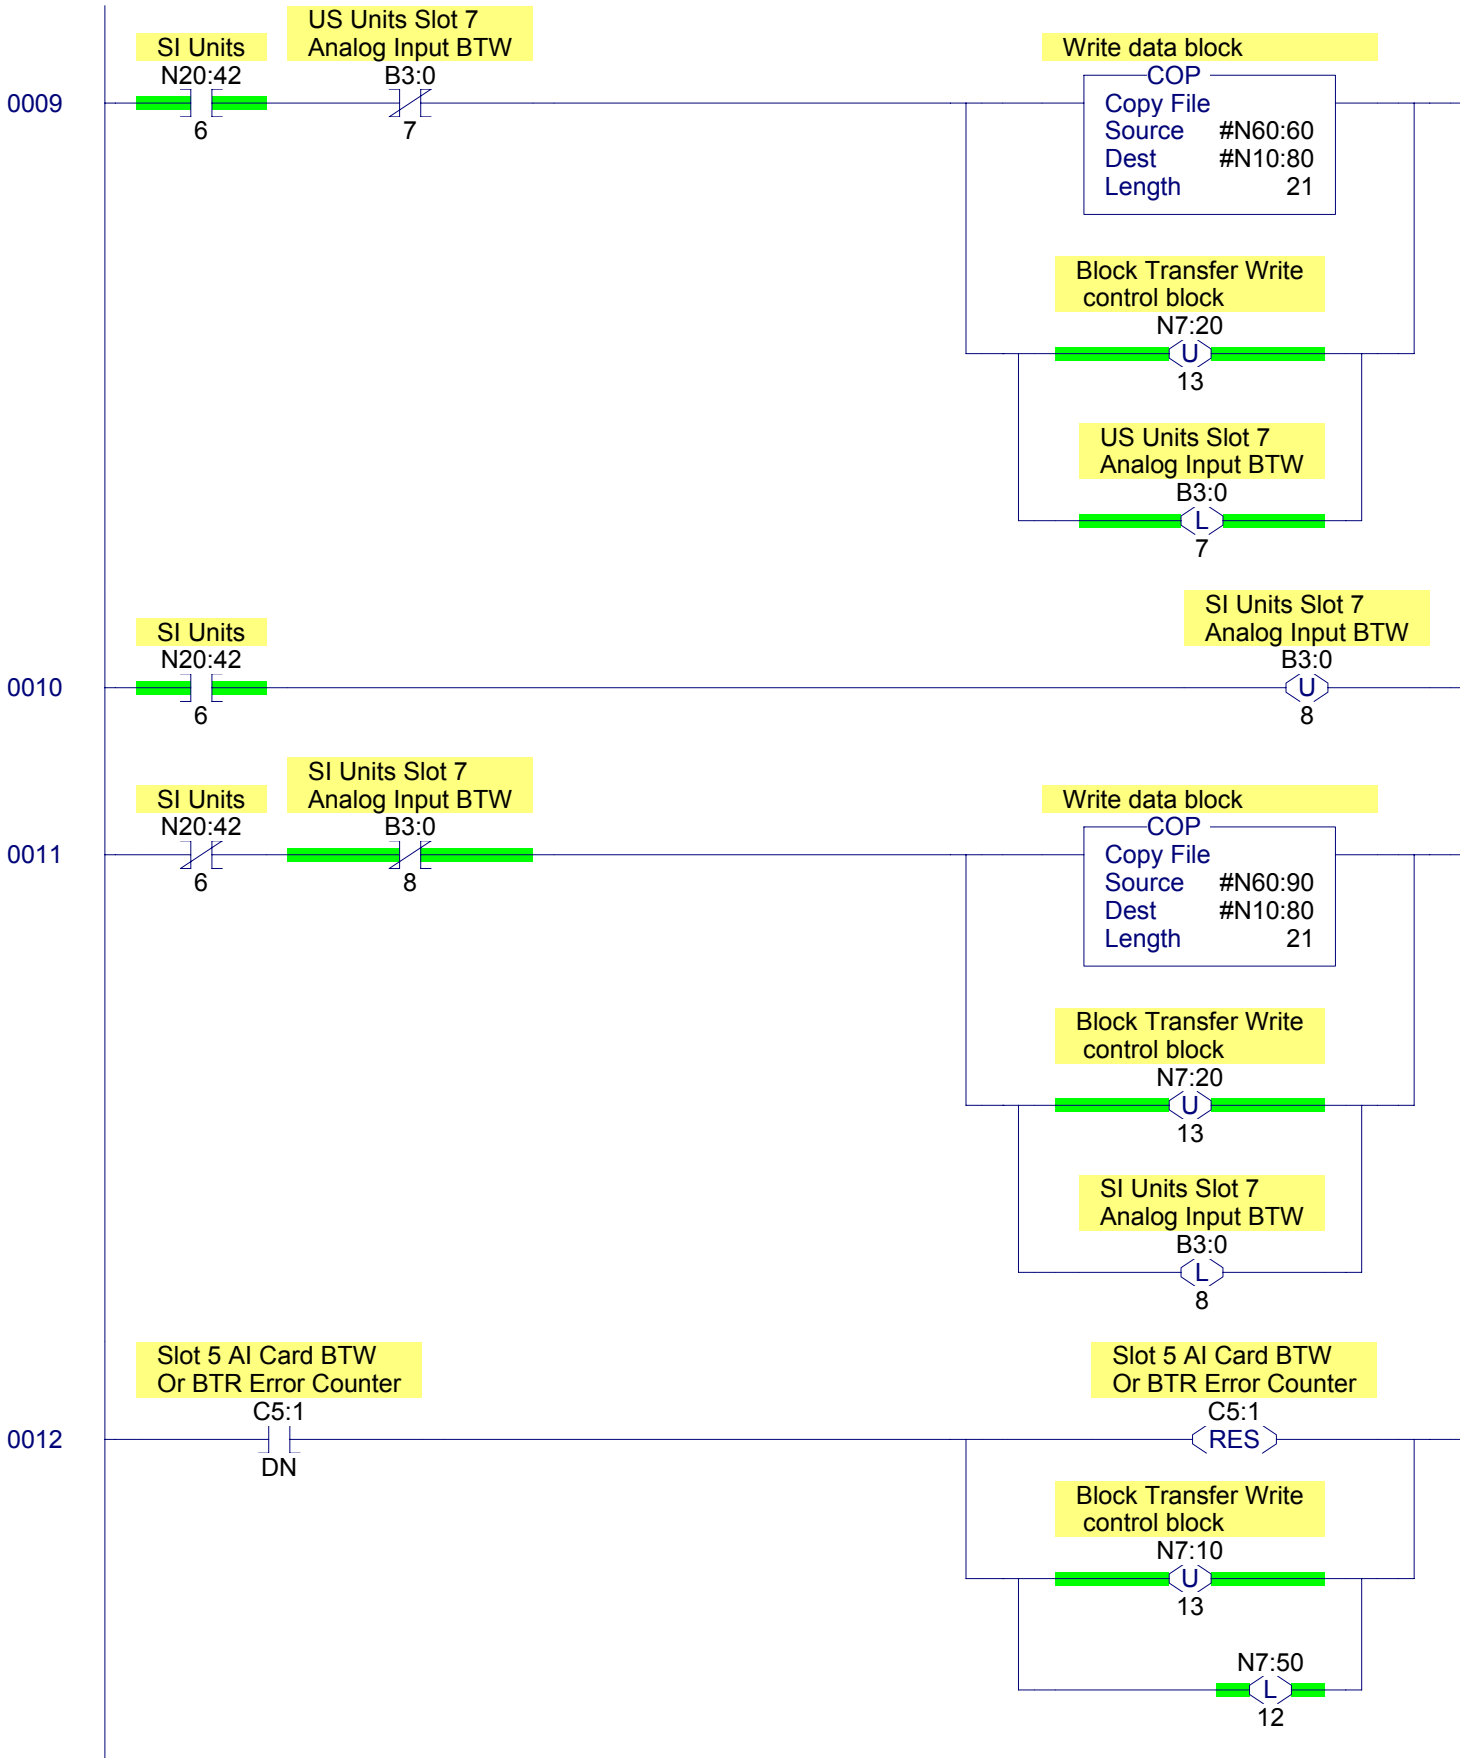 US Units Slot 7
SI Units
Analog Input BTW
Write data block
N20:42
B3:0
COP
0009
Copy File
6
7
Source #N60:60
Dest #N10:80
Length 21
Block Transfer Write
control block
N7:20
U
13
US Units Slot 7
Analog Input BTW
B3:0
L
7
SI Units Slot 7
SI Units
Analog Input BTW
N20:42
B3:0
0010
U
6
8
SI Units Slot 7
SI Units
Analog Input BTW
Write data block
N20:42
B3:0
COP
0011
Copy File
6
8
Source #N60:90
Dest #N10:80
Length 21
Block Transfer Write
control block
N7:20
U
13
SI Units Slot 7
Analog Input BTW
B3:0
L
8
Slot 5 AI Card BTW
Or BTR Error Counter
C5:1
Slot 5 AI Card BTW
Or BTR Error Counter
C5:1
0012
RES
DN
Block Transfer Write
control block
N7:10
U
13
N7:50
L
12